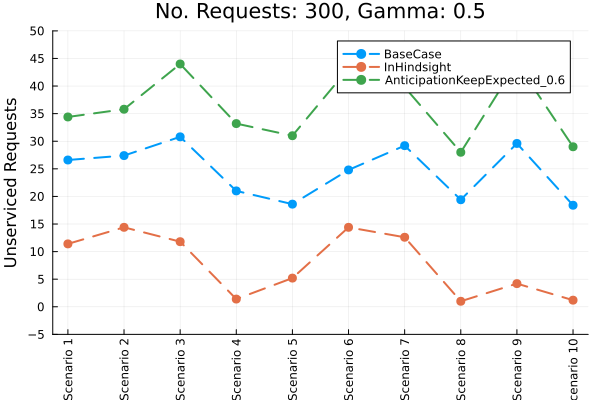 No. Requests: 300, Gamma: 0.5
Unserviced Requests
50
45
40
35
30
25
20
15
10
5
0
−5
BaseCase
InHindsight
AnticipationKeepExpected_0.6
Scenario 1
Scenario 2
Scenario 3
Scenario 4
Scenario 5
Scenario 6
Scenario 7
Scenario 8
Scenario 9
cenario 10